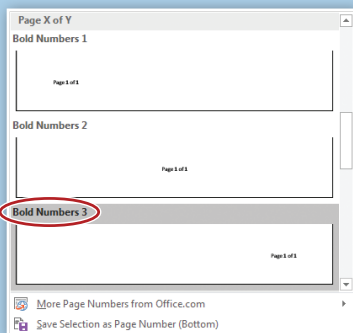 Page X of Y
Bold Numbers 1
Page 1 of 1
Bold Numbers 2
Page 1 of 1
Bold Numbers 3
Page 1 of 1
More Page Numbers from Office.com
Save Selection as Page Number (Bottom)